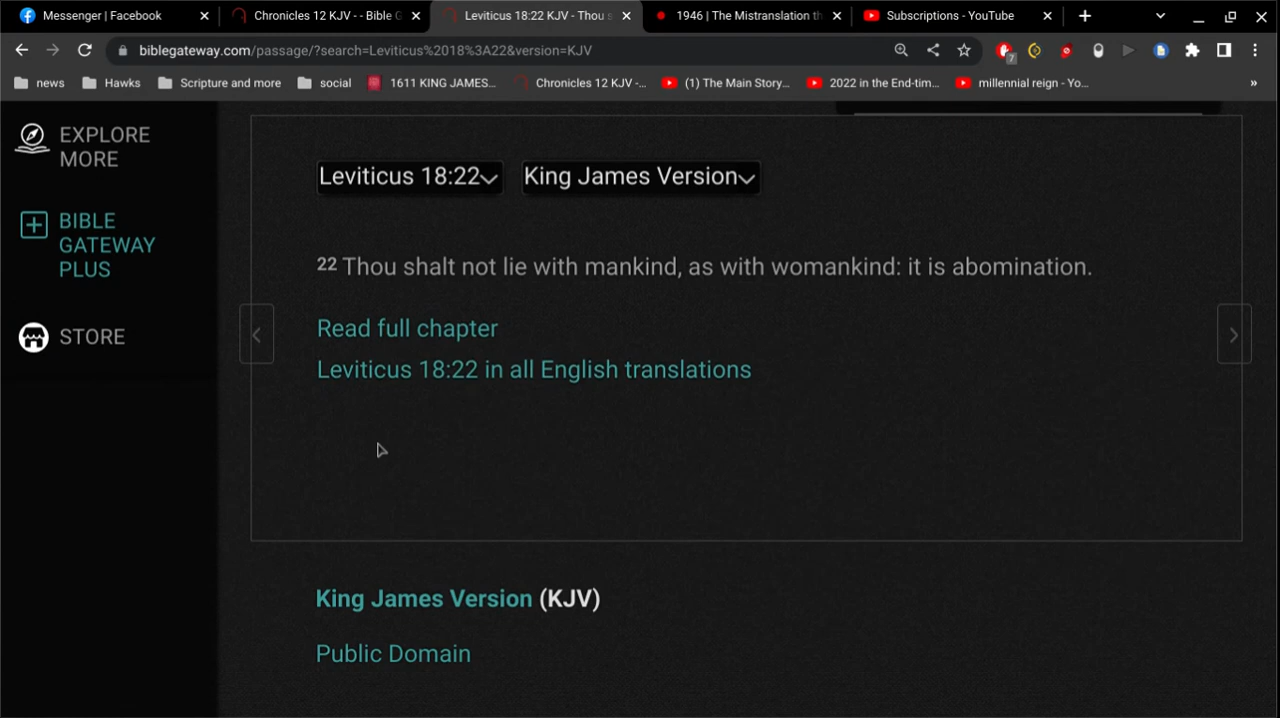 Messenger | Facebook
Chronicles 12 KJV - - Bible G
Leviticus 18:22 KJV - Thou s
1946 | The Mistranslation th
Subscriptions - YouTube
biblegateway.com/passage/?search=Leviticus%2018%3A22&version=KJV
7
news
Hawks
Scripture and more
social
1611 KING JAMES...
Chronicles 12 KJV -...
(1) The Main Story...
2022 in the End-tim...
millennial reign - Yo...
»
EXPLORE
MORE
BIBLE
GATEWAY
PLUS
STORE
Leviticus 18:22
King James Version
22 Thou shalt not lie with mankind, as with womankind: it is abomination.
Read full chapter
Leviticus 18:22 in all English translations
King James Version (KJV)
Public Domain